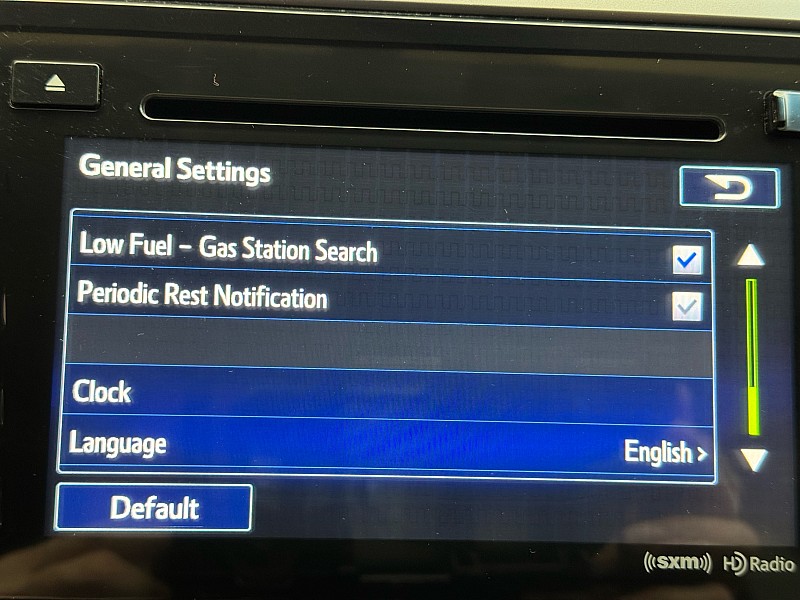 General Settings
Low Fuel – Gas Station Search
Periodic Rest Notification
Clock
Language English >
Default
((sxm)) HD Radio